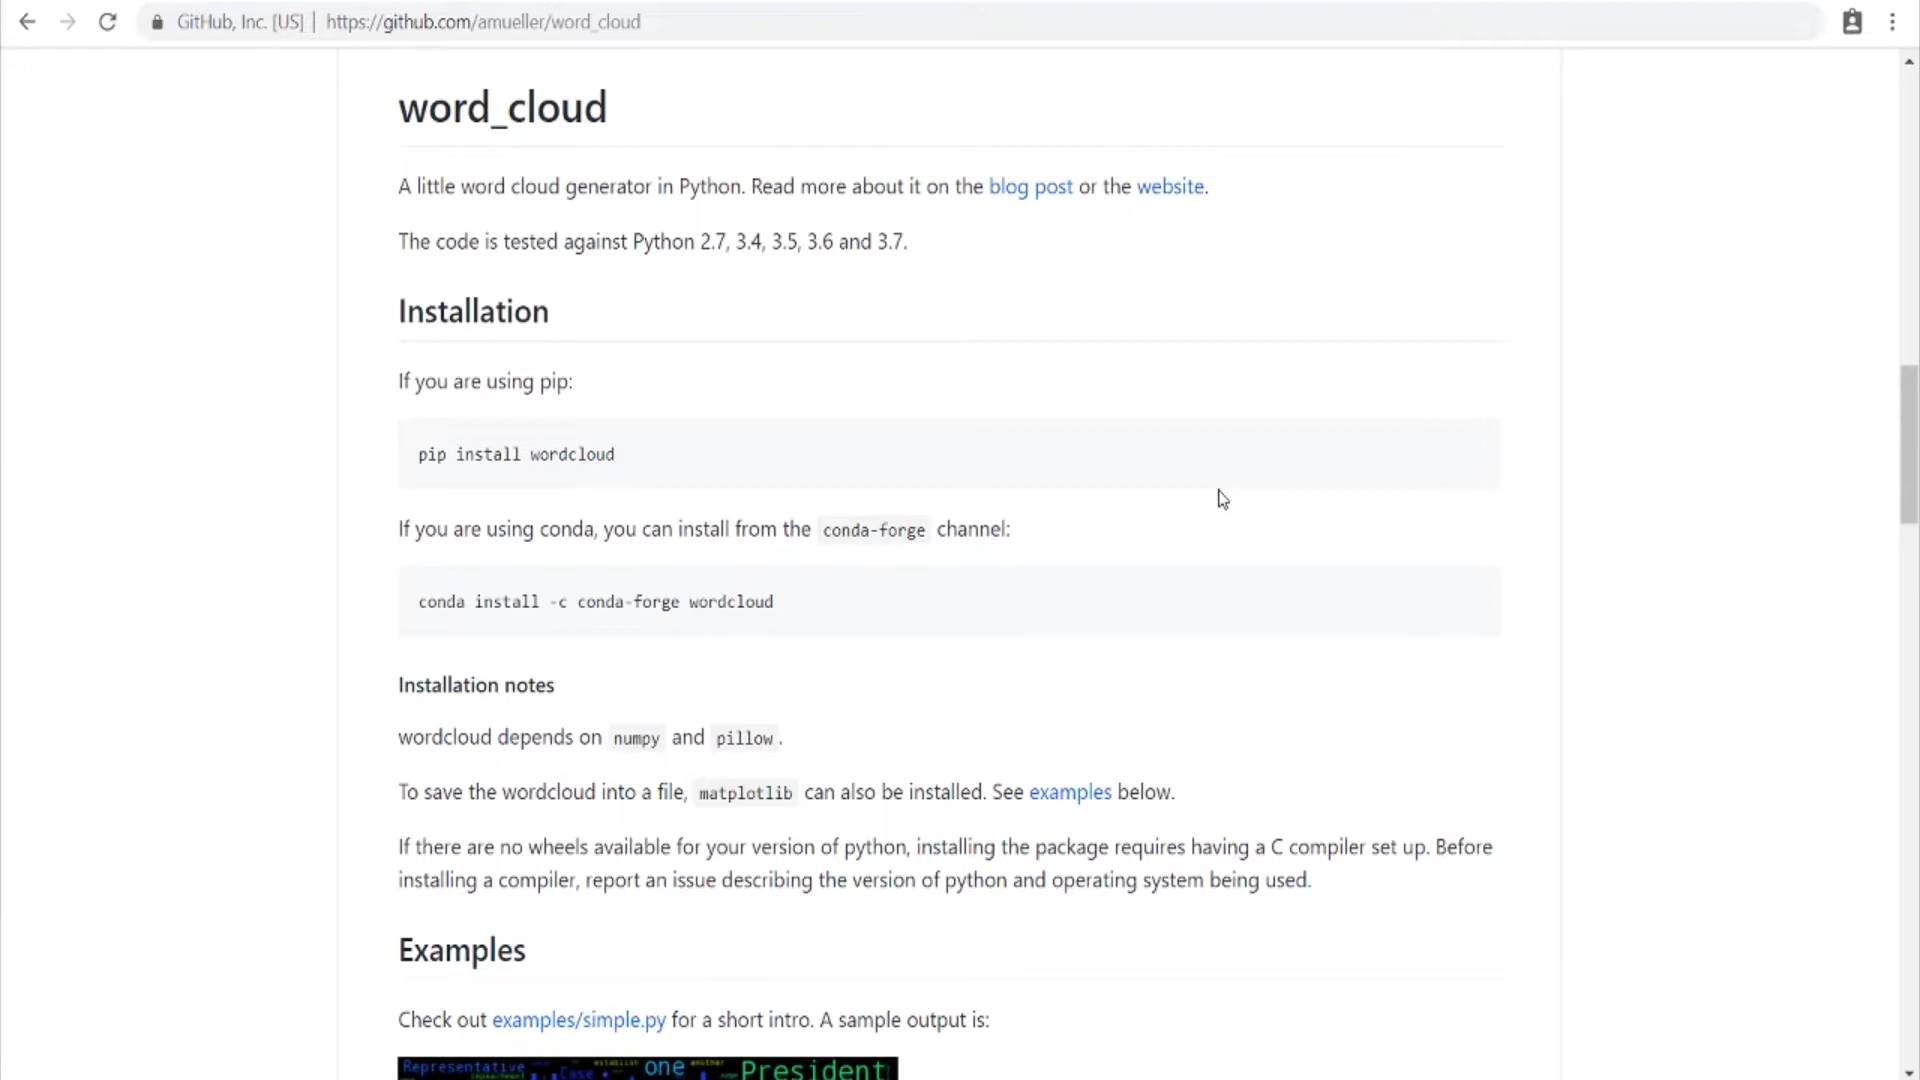 GitHub, Inc. [US] | https://github.com/amueller/word_cloud
word_cloud
A little word cloud generator in Python. Read more about it on the blog post or the website.
The code is tested against Python 2.7, 3.4, 3.5, 3.6 and 3.7.
Installation
If you are using pip:
pip install wordcloud
If you are using conda, you can install from the conda-forge channel:
conda install -c conda-forge wordcloud
Installation notes
wordcloud depends on numpy and pillow.
To save the wordcloud into a file, matplotlib can also be installed. See examples below.
If there are no wheels available for your version of python, installing the package requires having a C compiler set up. Before
installing a compiler, report an issue describing the version of python and operating system being used.
Examples
Check out examples/simple.py for a short intro. A sample output is:
Representative establish one another President
Case